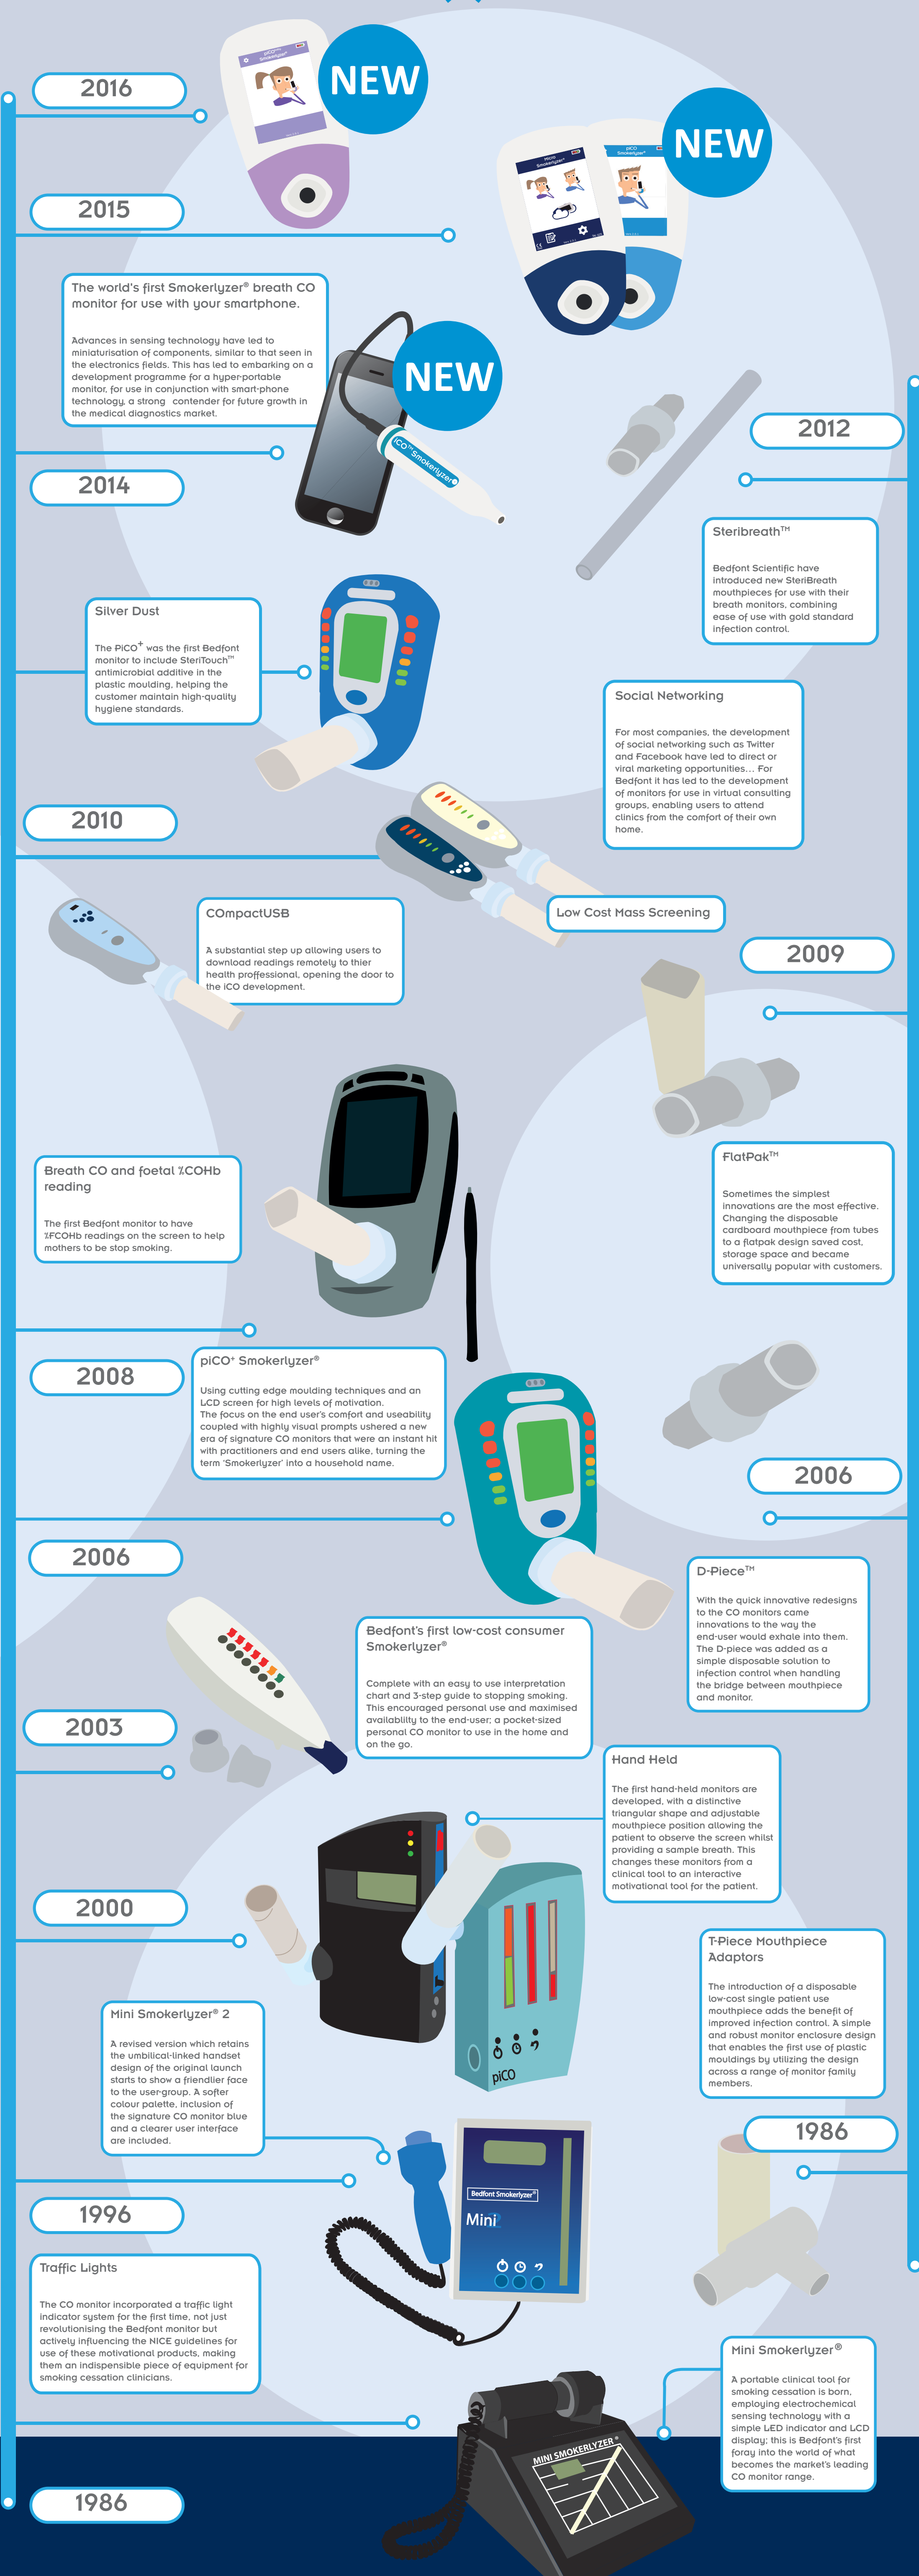 piCO Smokerlyzer®
NEW
2016
Micro Smokerlyzer®
piCO Smokerlyzer®
NEW
2015
The world's first Smokerlyzer® breath CO
monitor for use with your smartphone.
Advances in sensing technology have led to
miniaturisation of components, similar to that seen in
the electronics fields. This has led to embarking on a
development programme for a hyper-portable
monitor, for use in conjunction with smart-phone
technology, a strong contender for future growth in
the medical diagnostics market.
NEW
iCO™ Smokerlyzer®
2014
2012
Steribreath™
Bedfont Scientific have
introduced new SteriBreath
mouthpieces for use with their
breath monitors, combining
ease of use with gold standard
infection control.
Silver Dust
The PiCO+ was the first Bedfont
monitor to include SteriTouch™
antimicrobial additive in the
plastic moulding, helping the
customer maintain high-quality
hygiene standards.
Social Networking
For most companies, the development
of social networking such as Twitter
and Facebook have led to direct or
viral marketing opportunities... For
Bedfont it has led to the development
of monitors for use in virtual consulting
groups, enabling users to attend
clinics from the comfort of their own
home.
2010
Low Cost Mass Screening
COmpactUSB
A substantial step up allowing users to
download readings remotely to thier
health proffessional, opening the door to
the iCO development.
2009
FlatPak™
Sometimes the simplest
innovations are the most effective.
Changing the disposable
cardboard mouthpiece from tubes
to a flatpak design saved cost,
storage space and became
universally popular with customers.
Breath CO and foetal %COHb
reading
The first Bedfont monitor to have
%FCOHb readings on the screen to help
mothers to be stop smoking.
2008
piCO+ Smokerlyzer®
Using cutting edge moulding techniques and an
LCD screen for high levels of motivation.
The focus on the end user's comfort and useability
coupled with highly visual prompts ushered a new
era of signature CO monitors that were an instant hit
with practitioners and end users alike, turning the
term 'Smokerlyzer' into a household name.
2006
2006
D-Piece™
With the quick innovative redesigns
to the CO monitors came
innovations to the way the
end-user would exhale into them.
The D-piece was added as a
simple disposable solution to
infection control when handling
the bridge between mouthpiece
and monitor.
Bedfont's first low-cost consumer
Smokerlyzer®
Complete with an easy to use interpretation
chart and 3-step guide to stopping smoking.
This encouraged personal use and maximised
availablilty to the end-user; a pocket-sized
personal CO monitor to use in the home and
on the go.
2003
Hand Held
The first hand-held monitors are
developed, with a distinctive
triangular shape and adjustable
mouthpiece position allowing the
patient to observe the screen whilst
providing a sample breath. This
changes these monitors from a
clinical tool to an interactive
motivational tool for the patient.
2000
piCO
T-Piece Mouthpiece
Adaptors
The introduction of a disposable
low-cost single patient use
mouthpiece adds the benefit of
improved infection control. A simple
and robust monitor enclosure design
that enables the first use of plastic
mouldings by utilizing the design
across a range of monitor family
members.
Mini Smokerlyzer® 2
A revised version which retains
the umbilical-linked handset
design of the original launch
starts to show a friendlier face
to the user-group. A softer
colour palette, inclusion of
the signature CO monitor blue
and a clearer user interface
are included.
1986
Bedfont Smokerlyzer®
Mini2
1996
Traffic Lights
The CO monitor incorporated a traffic light
indicator system for the first time, not just
revolutionising the Bedfont monitor but
actively influencing the NICE guidelines for
use of these motivational products, making
them an indispensible piece of equipment for
smoking cessation clinicians.
Mini Smokerlyzer®
A portable clinical tool for
smoking cessation is born,
employing electrochemical
sensing technology with a
simple LED indicator and LCD
display; this is Bedfont's first
foray into the world of what
becomes the market's leading
CO monitor range.
MINI SMOKERLYZER®
1986